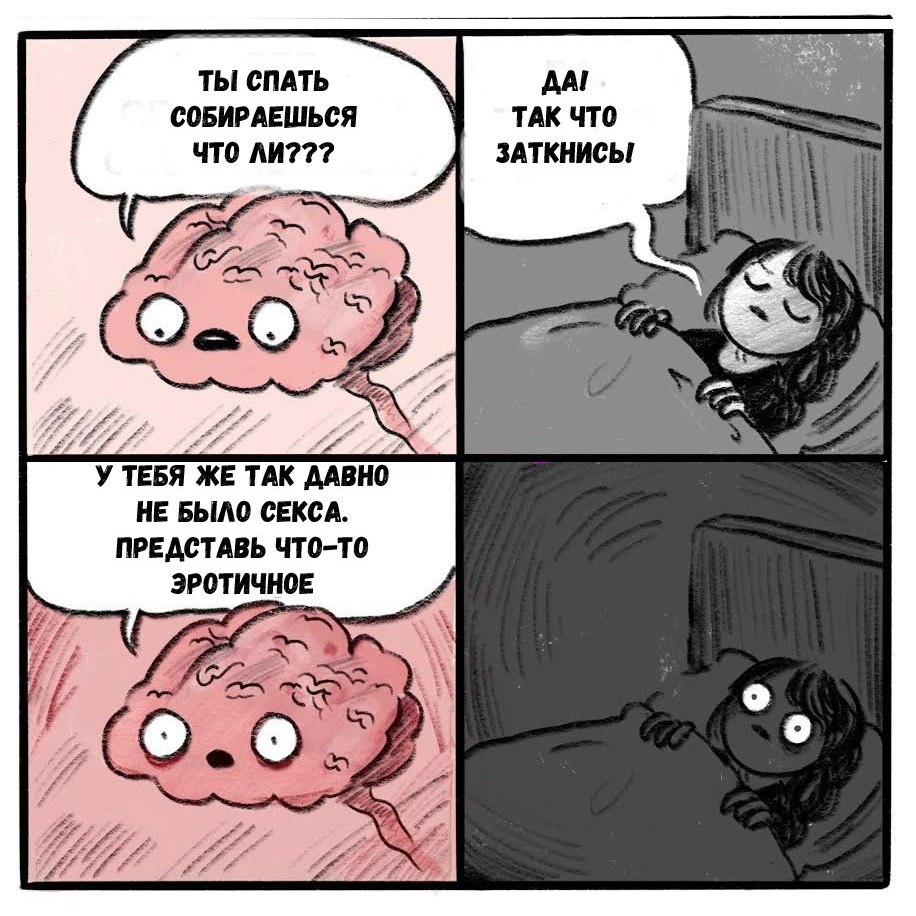 ТЫ СПАТЬ
СОБИРАЕШЬСЯ
ЧТО ЛИ???
ДА!
ТАК ЧТО
ЗАТКНИСЬ!
У ТЕБЯ ЖЕ ТАК ДАВНО
НЕ БЫЛО СЕКСА.
ПРЕДСТАВЬ ЧТО-ТО
ЭРОТИЧНОЕ